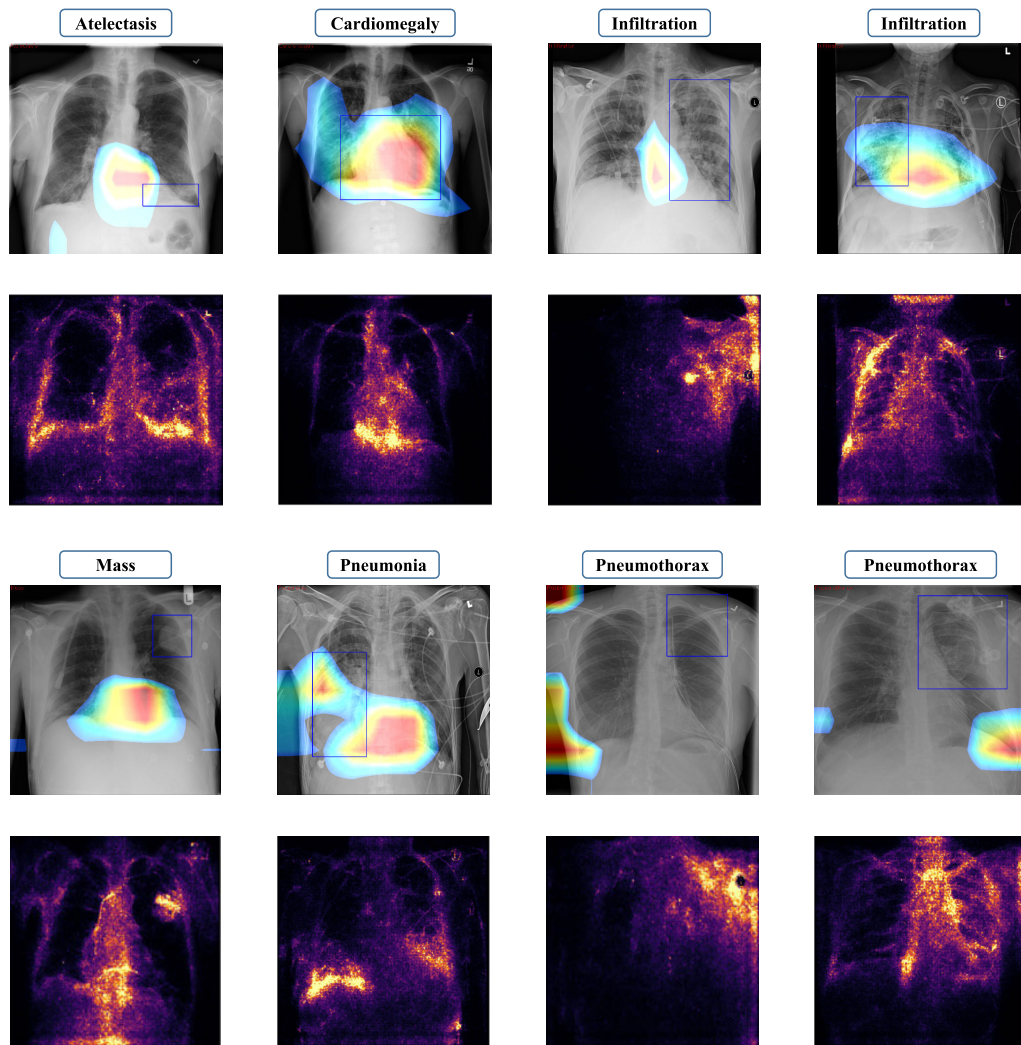 Atelectasis
Cardiomegaly
Infiltration
Infiltration
L
L
L
Mass
Pneumonia
Pneumothorax
Pneumothorax
L